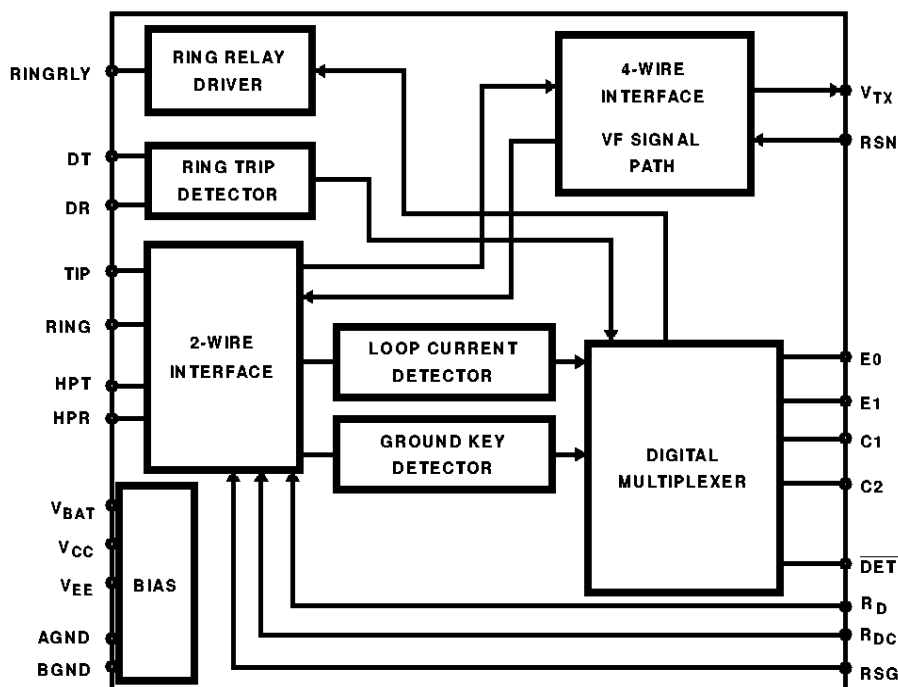 RINGRLY
RING RELAY
DRIVER
4-WIRE
INTERFACE
VF SIGNAL
PATH
VTX
RSN
DT
DR
RING TRIP
DETECTOR
TIP
RING
HPT
HPR
2-WIRE
INTERFACE
LOOP CURRENT
DETECTOR
GROUND KEY
DETECTOR
DIGITAL
MULTIPLEXER
E0
E1
C1
C2
DET
RD
RDC
RSG
VBAT
VCC
VEE
AGND
BGND
BIAS